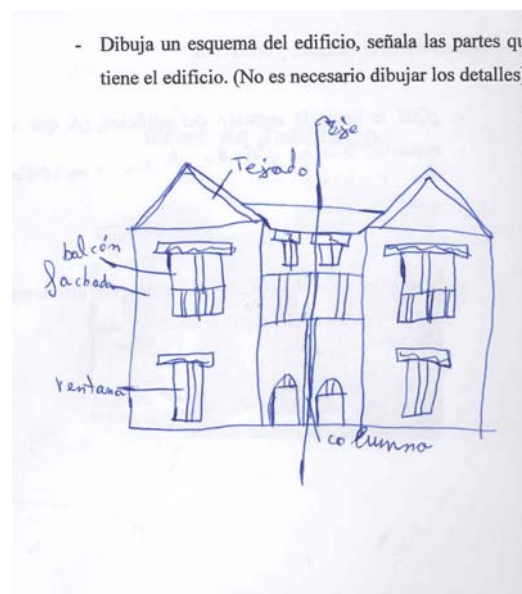 - Dibuja un esquema del edificio, señala las partes qu
tiene el edificio. (No es necesario dibujar los detalles)
Eje
Tejado
balcón
fachada
ventana
columna